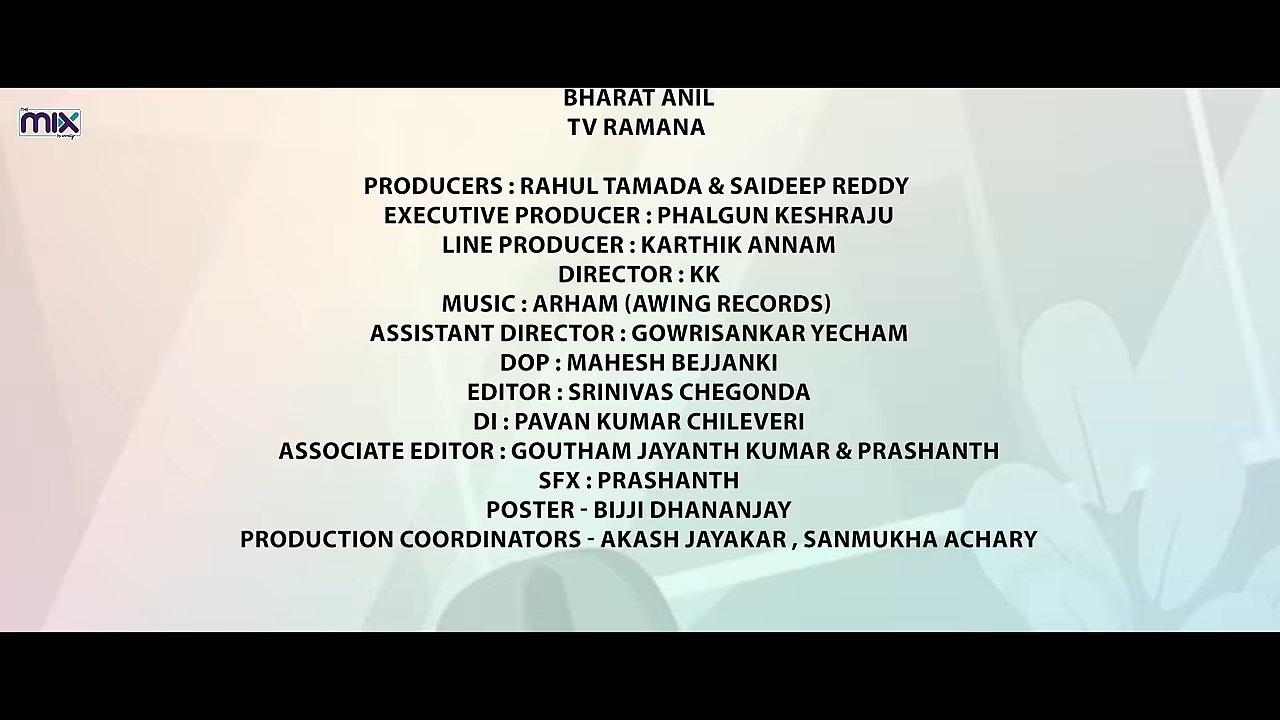 THE
MIX
BHARAT ANIL
TV RAMANA
PRODUCERS : RAHUL TAMADA & SAIDEEP REDDY
EXECUTIVE PRODUCER : PHALGUN KESHRAJU
LINE PRODUCER : KARTHIK ANNAM
DIRECTOR : KK
MUSIC : ARHAM (AWING RECORDS)
ASSISTANT DIRECTOR : GOWRISANKAR YECHAM
DOP : MAHESH BEJJANKI
EDITOR : SRINIVAS CHEGONDA
DI : PAVAN KUMAR CHILEVERI
ASSOCIATE EDITOR : GOUTHAM JAYANTH KUMAR & PRASHANTH
SFX : PRASHANTH
POSTER - BIJJI DHANANJAY
PRODUCTION COORDINATORS - AKASH JAYAKAR , SANMUKHA ACHARY